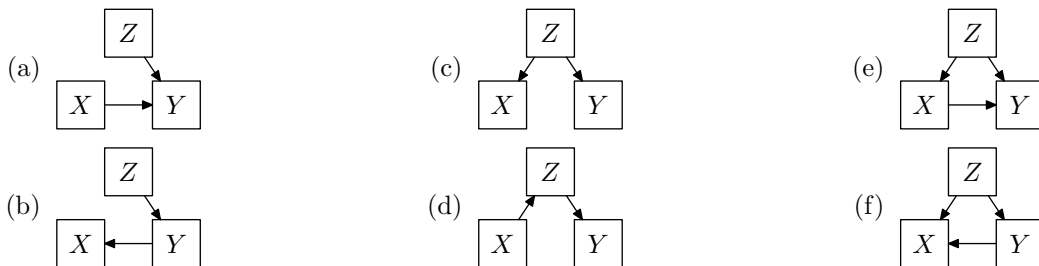 (a) Z X Y
(c) Z X Y
(e) Z X Y
(b) Z X Y
(d) Z X Y
(f) Z X Y